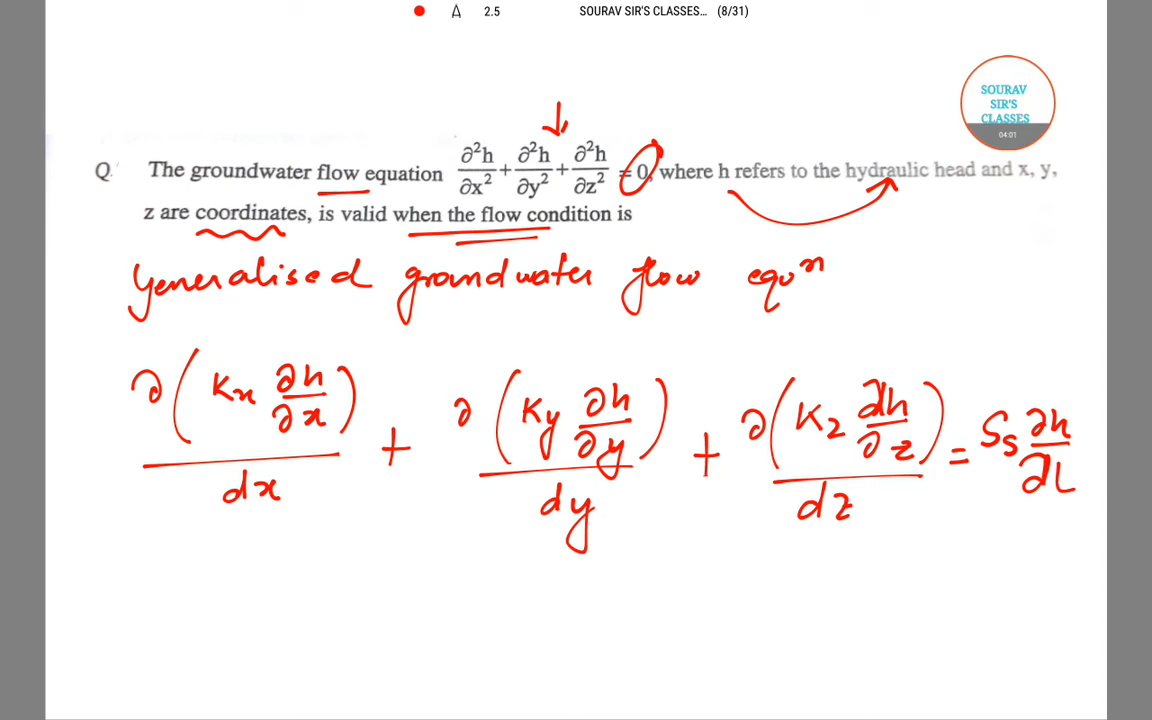 2.5 SOURAV SIR'S CLASSES... (8/31)
SOURAV
SIR'S
CLASSES
04:01
Q. The groundwater flow equation ∂²h/∂x² + ∂²h/∂y² + ∂²h/∂z² = 0, where h refers to the hydraulic head and x, y,
z are coordinates, is valid when the flow condition is
Generalised groundwater flow equⁿ
∂(Kx ∂h/∂x)/dx + ∂(Ky ∂h/∂y)/dy + ∂(Kz ∂h/∂z)/dz = Ss ∂h/∂t